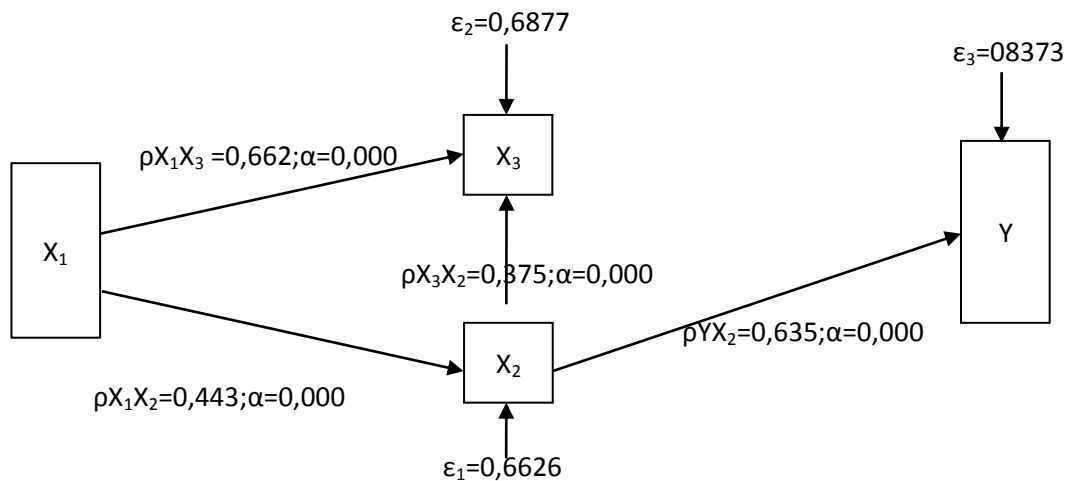 ε₂=0,6877
ε₃=08373
ρX₁X₃ =0,662;α=0,000
X₃
X₁
Y
ρX₃X₂=0,375;α=0,000
ρYX₂=0,635;α=0,000
X₂
ρX₁X₂=0,443;α=0,000
ε₁=0,6626